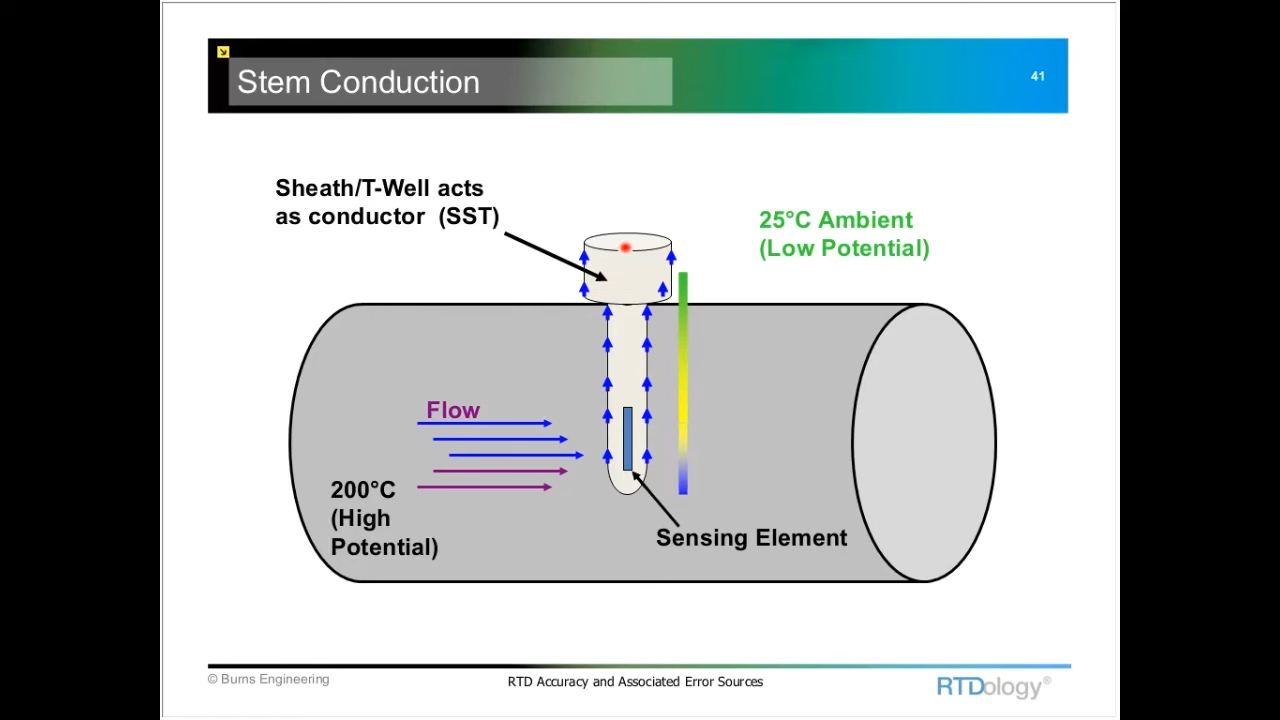 Stem Conduction
41
Sheath/T-Well acts
as conductor (SST)
25°C Ambient
(Low Potential)
Flow
200°C
(High
Potential)
Sensing Element
© Burns Engineering
RTD Accuracy and Associated Error Sources
RTDology®